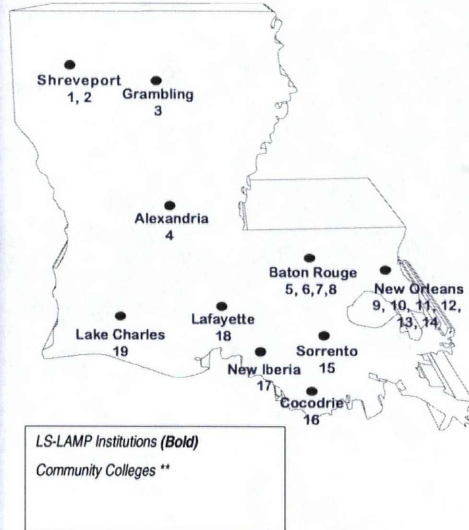 Shreveport
1, 2
Grambling
3
Alexandria
4
Baton Rouge
5, 6,7,8
New Orleans
9, 10, 11, 12,
13, 14
Lake Charles
19
Lafayette
18
Sorrento
15
New Iberia
17
Cocodrie
16
LS-LAMP Institutions (Bold)
Community Colleges **